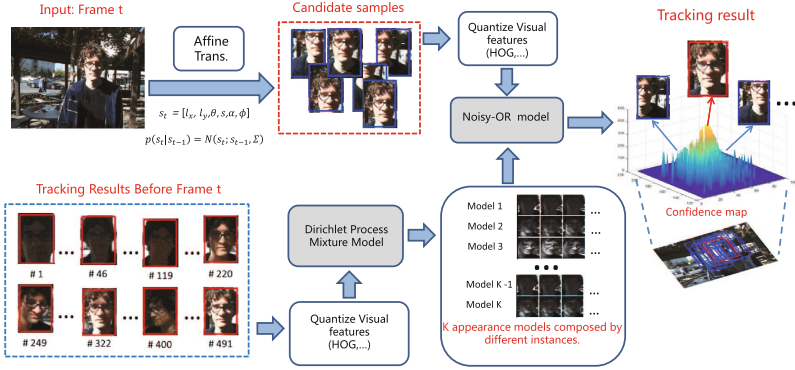 Input: Frame t
Affine
Trans.
s_t = [l_x, l_y, θ, s, α, ϕ]
p(s_t|s_{t−1}) = N(s_t; s_{t−1}, Σ)
Candidate samples
Quantize Visual
features
(HOG,...)
Noisy-OR model
Tracking result
...
Confidence map
Tracking Results Before Frame t
... ... ...
# 1 # 46 # 119 # 220
... ... ...
# 249 # 322 # 400 # 491
Quantize Visual
features
(HOG,...)
Dirichlet Process
Mixture Model
Model 1 ...
Model 2 ...
Model 3 ...
...
Model K -1 ...
Model K ...
K appearance models composed by
different instances.